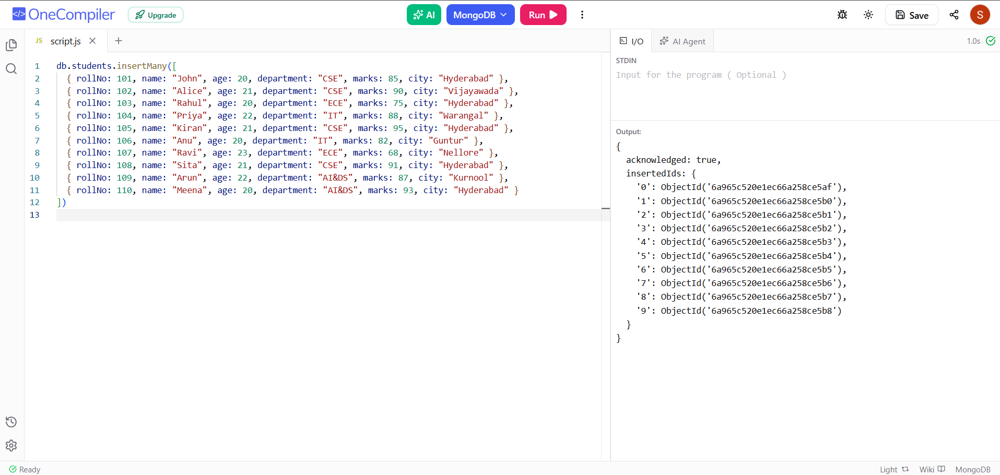 </> OneCompiler
Upgrade
AI
MongoDB
Run
Save
S
JS script.js
I/O
AI Agent
1.0s
1 db.students.insertMany([
2   { rollNo: 101, name: "John", age: 20, department: "CSE", marks: 85, city: "Hyderabad" },
3   { rollNo: 102, name: "Alice", age: 21, department: "CSE", marks: 90, city: "Vijayawada" },
4   { rollNo: 103, name: "Rahul", age: 20, department: "ECE", marks: 75, city: "Hyderabad" },
5   { rollNo: 104, name: "Priya", age: 22, department: "IT", marks: 88, city: "Warangal" },
6   { rollNo: 105, name: "Kiran", age: 21, department: "CSE", marks: 95, city: "Hyderabad" },
7   { rollNo: 106, name: "Anu", age: 20, department: "IT", marks: 82, city: "Guntur" },
8   { rollNo: 107, name: "Ravi", age: 23, department: "ECE", marks: 68, city: "Nellore" },
9   { rollNo: 108, name: "Sita", age: 21, department: "CSE", marks: 91, city: "Hyderabad" },
10   { rollNo: 109, name: "Arun", age: 22, department: "AI&DS", marks: 87, city: "Kurnool" },
11   { rollNo: 110, name: "Meena", age: 20, department: "AI&DS", marks: 93, city: "Hyderabad" }
12 ])
13
STDIN
Input for the program ( Optional )
Output:
{
  acknowledged: true,
  insertedIds: {
    '0': ObjectId('6a965c520e1ec66a258ce5af'),
    '1': ObjectId('6a965c520e1ec66a258ce5b0'),
    '2': ObjectId('6a965c520e1ec66a258ce5b1'),
    '3': ObjectId('6a965c520e1ec66a258ce5b2'),
    '4': ObjectId('6a965c520e1ec66a258ce5b3'),
    '5': ObjectId('6a965c520e1ec66a258ce5b4'),
    '6': ObjectId('6a965c520e1ec66a258ce5b5'),
    '7': ObjectId('6a965c520e1ec66a258ce5b6'),
    '8': ObjectId('6a965c520e1ec66a258ce5b7'),
    '9': ObjectId('6a965c520e1ec66a258ce5b8')
  }
}
Ready
Light
Wiki
MongoDB